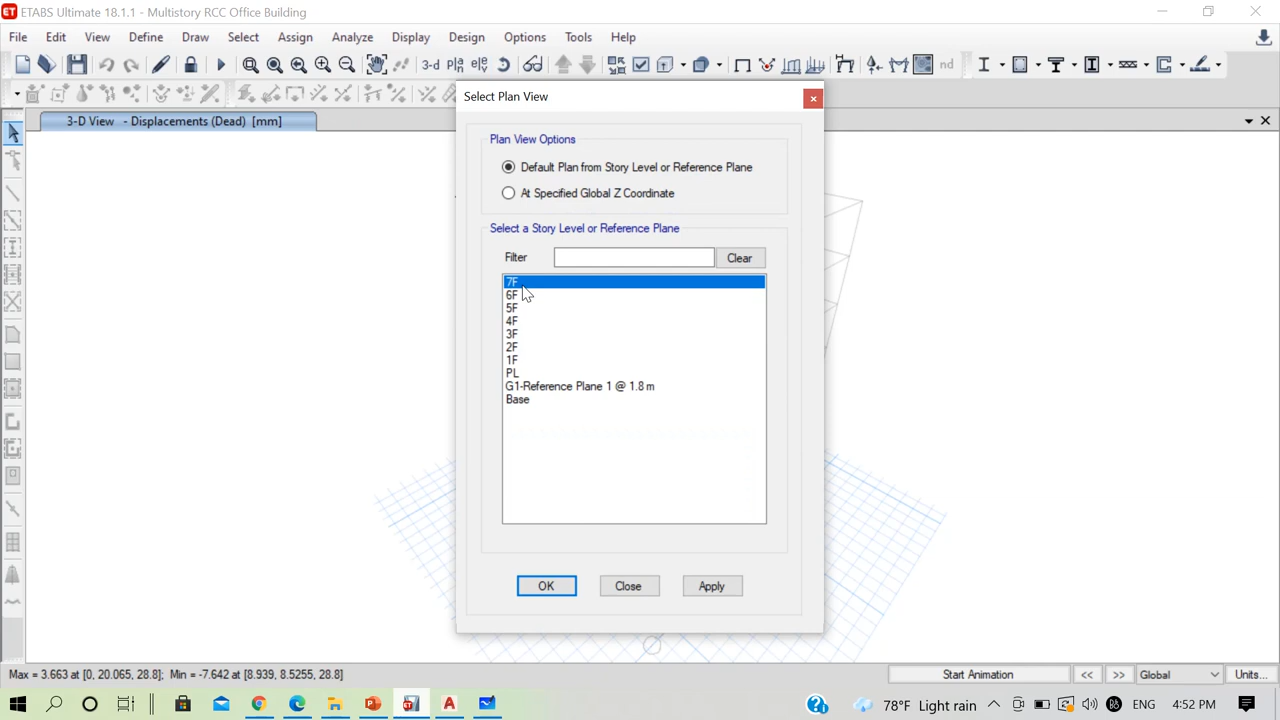 ETABS Ultimate 18.1.1 - Multistory RCC Office Building
File Edit View Define Draw Select Assign Analyze Display Design Options Tools Help
3-d
nd
Select Plan View
3-D View - Displacements (Dead) [mm]
Plan View Options
Default Plan from Story Level or Reference Plane
At Specified Global Z Coordinate
Select a Story Level or Reference Plane
Filter Clear
7F
6F
5F
4F
3F
2F
1F
PL
G1-Reference Plane 1 @ 1.8 m
Base
OK Close Apply
Max = 3.663 at [0, 20.065, 28.8]; Min = -7.642 at [8.939, 8.5255, 28.8] Start Animation << >> Global Units...
78°F Light rain ENG 4:52 PM